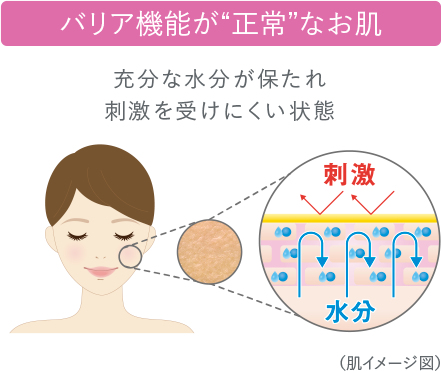 バリア機能が“正常”なお肌
充分な水分が保たれ
刺激を受けにくい状態
刺激
水分
（肌イメージ図）